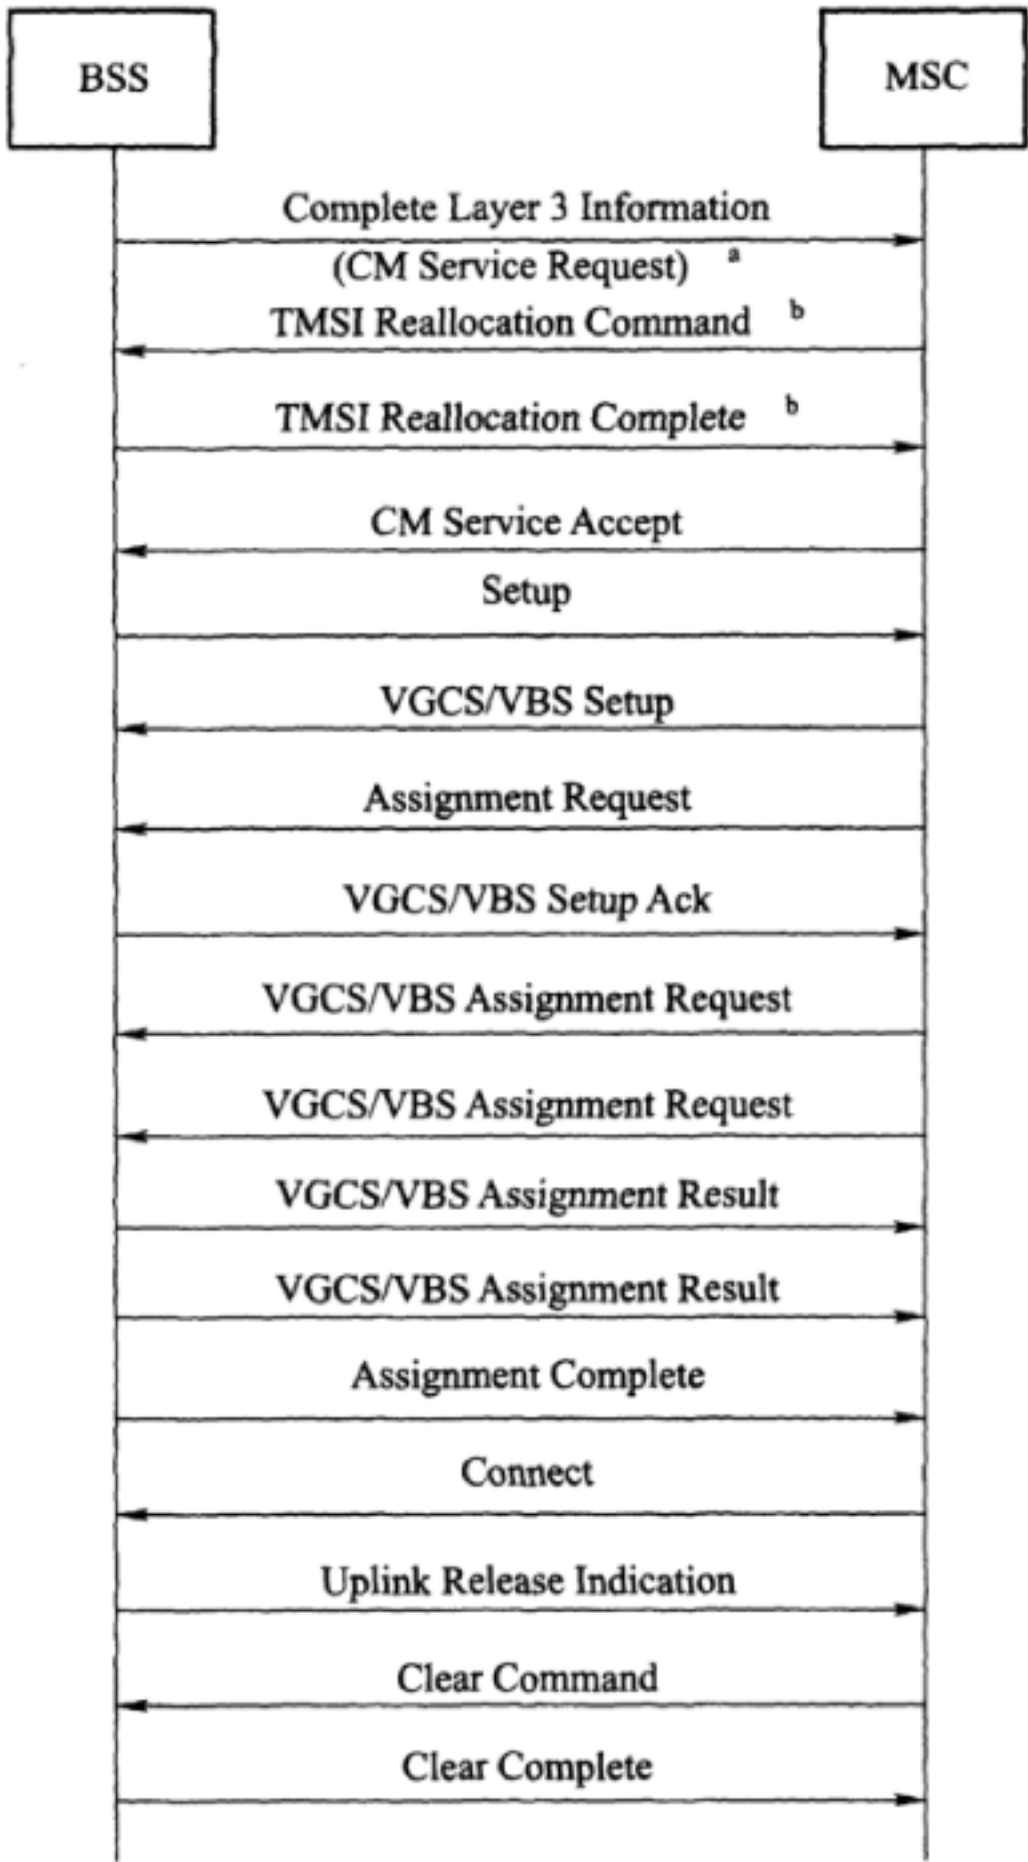 BSS
MSC
Complete Layer 3 Information
(CM Service Request) a
TMSI Reallocation Command b
TMSI Reallocation Complete b
CM Service Accept
Setup
VGCS/VBS Setup
Assignment Request
VGCS/VBS Setup Ack
VGCS/VBS Assignment Request
VGCS/VBS Assignment Request
VGCS/VBS Assignment Result
VGCS/VBS Assignment Result
Assignment Complete
Connect
Uplink Release Indication
Clear Command
Clear Complete